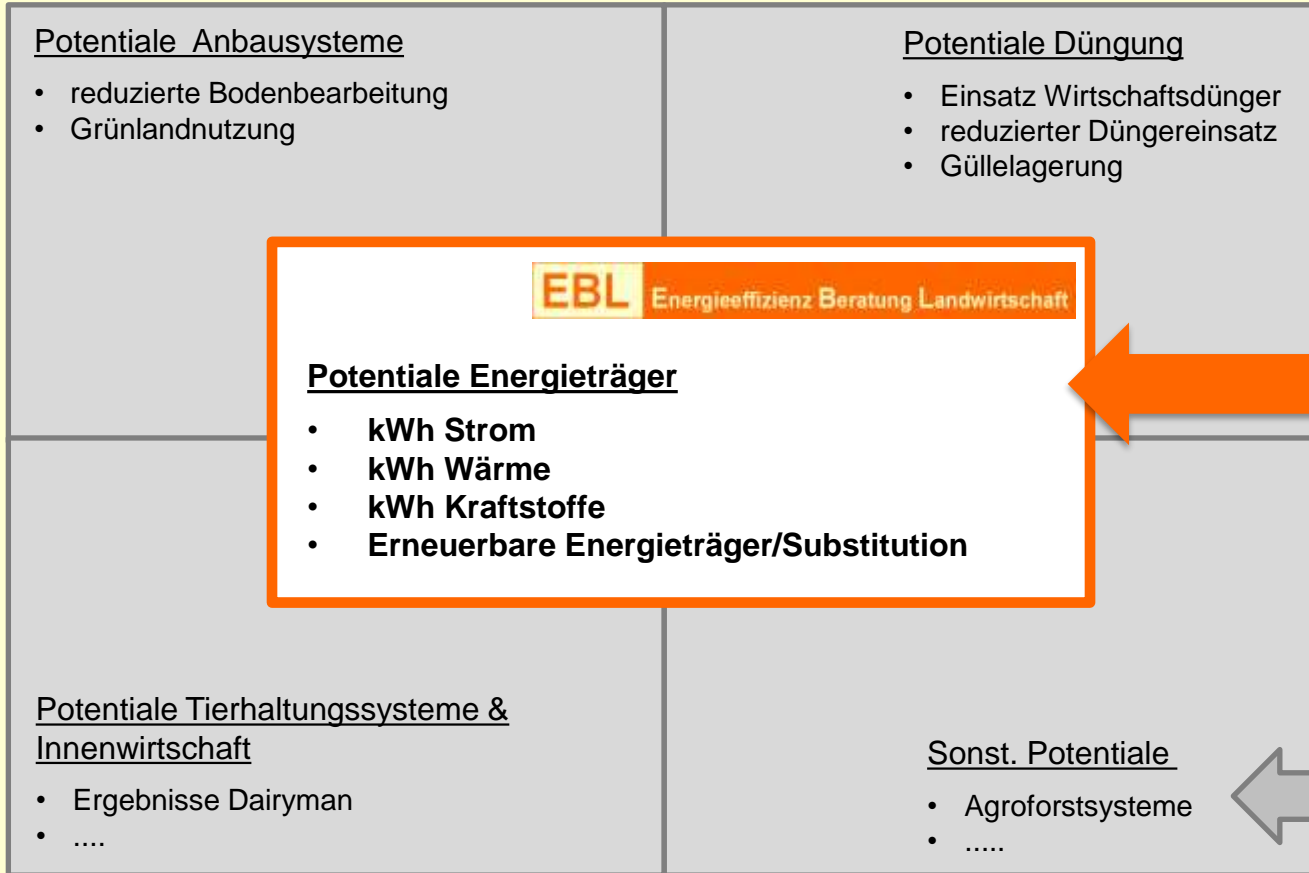 Potentiale Anbausysteme
• reduzierte Bodenbearbeitung
• Grünlandnutzung
Potentiale Düngung
• Einsatz Wirtschaftsdünger
• reduzierter Düngereinsatz
• Güllelagerung
EBL Energieeffizienz Beratung Landwirtschaft
Potentiale Energieträger
• kWh Strom
• kWh Wärme
• kWh Kraftstoffe
• Erneuerbare Energieträger/Substitution
Potentiale Tierhaltungssysteme &
Innenwirtschaft
• Ergebnisse Dairyman
• ....
Sonst. Potentiale
• Agroforstsysteme
• .....